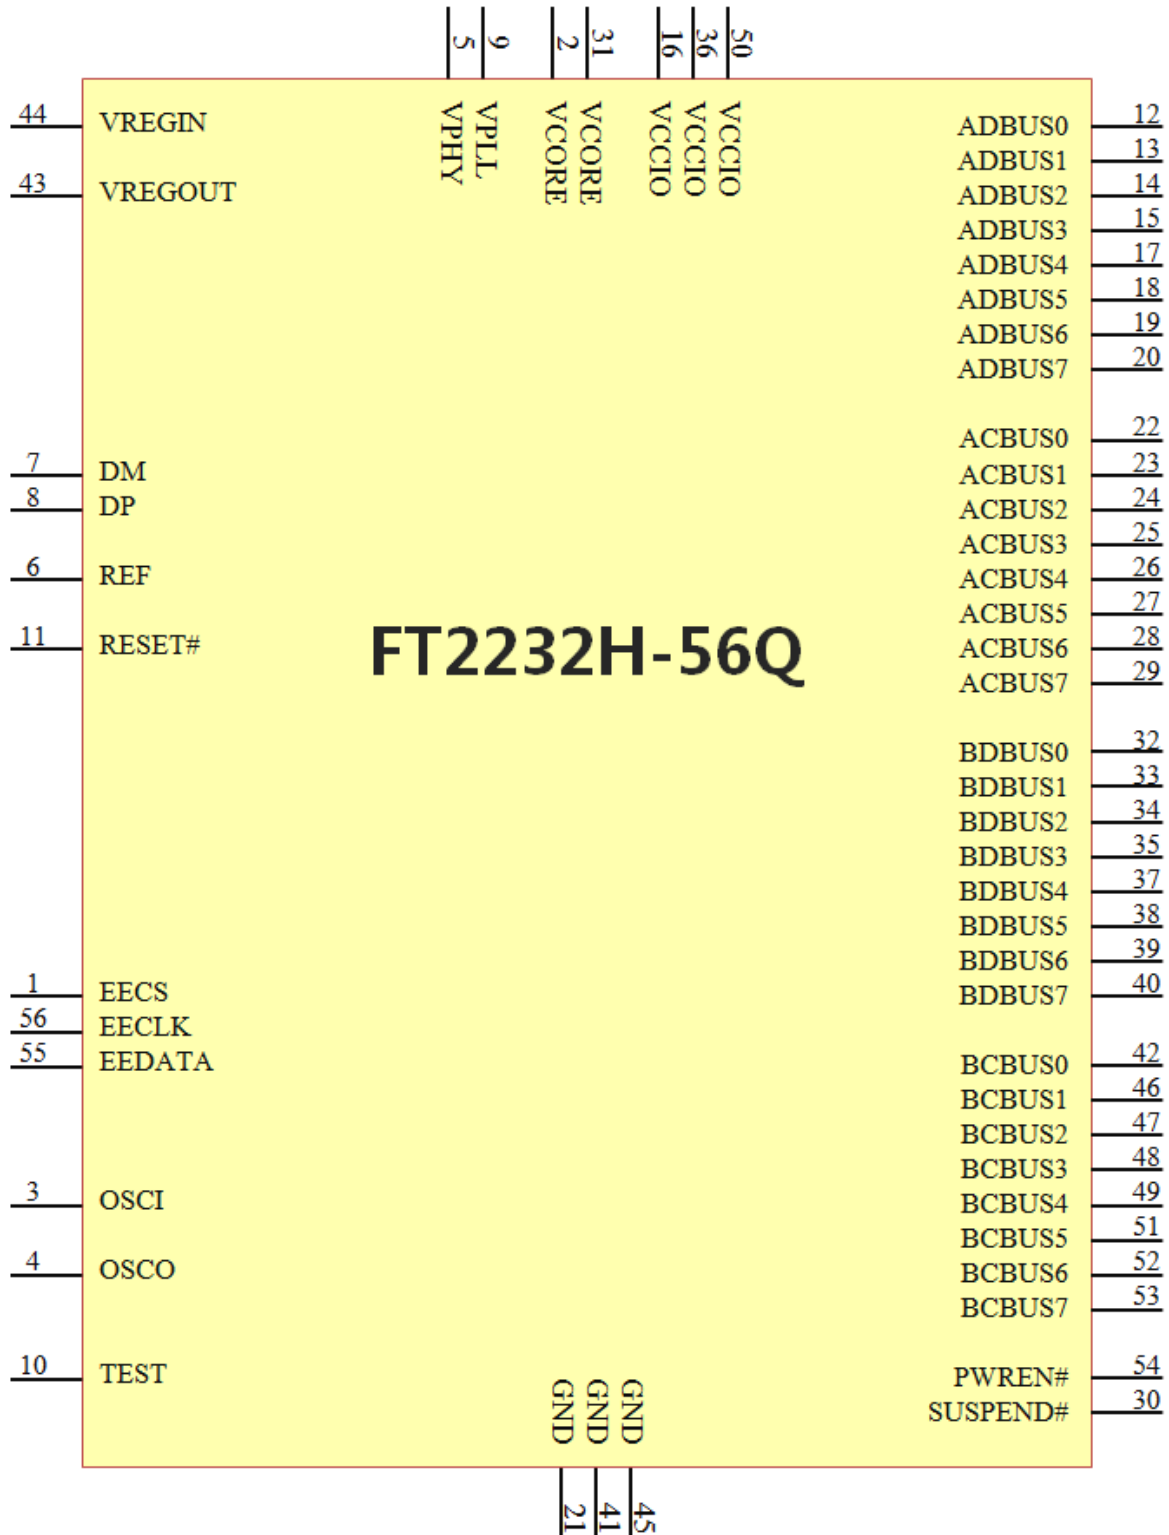 5 9 2 31 16 36 50
VPHY VPLL VCORE VCORE VCCIO VCCIO VCCIO
44 VREGIN
43 VREGOUT
7 DM
8 DP
6 REF
11 RESET#
1 EECS
56 EECLK
55 EEDATA
3 OSCI
4 OSCO
10 TEST
FT2232H-56Q
ADBUS0 12
ADBUS1 13
ADBUS2 14
ADBUS3 15
ADBUS4 17
ADBUS5 18
ADBUS6 19
ADBUS7 20
ACBUS0 22
ACBUS1 23
ACBUS2 24
ACBUS3 25
ACBUS4 26
ACBUS5 27
ACBUS6 28
ACBUS7 29
BDBUS0 32
BDBUS1 33
BDBUS2 34
BDBUS3 35
BDBUS4 37
BDBUS5 38
BDBUS6 39
BDBUS7 40
BCBUS0 42
BCBUS1 46
BCBUS2 47
BCBUS3 48
BCBUS4 49
BCBUS5 51
BCBUS6 52
BCBUS7 53
PWREN# 54
SUSPEND# 30
GND GND GND
21 41 45